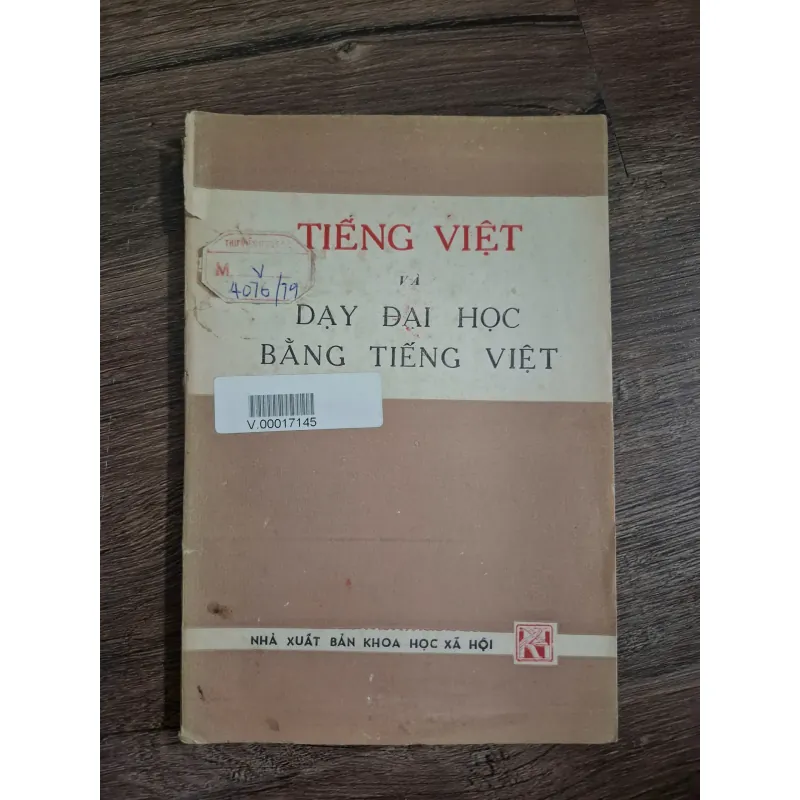 TIẾNG VIỆT
VÀ
DẠY ĐẠI HỌC
BẰNG TIẾNG VIỆT
M V
4076/79
V.00017145
NHÀ XUẤT BẢN KHOA HỌC XÃ HỘI